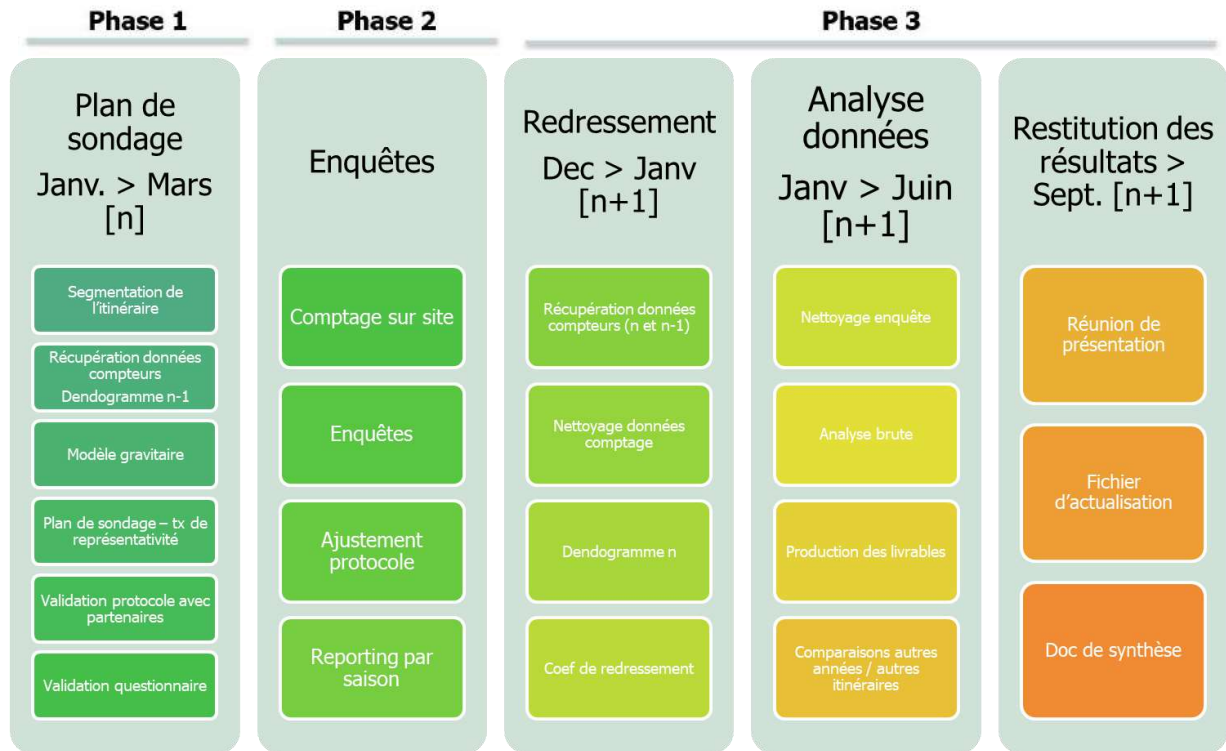 Phase 1
Phase 2
Phase 3
Plan de
sondage
Janv. > Mars
[n]
Segmentation de
l'itinéraire
Récupération données
compteurs
Dendogramme n-1
Modèle gravitaire
Plan de sondage – tx de
représentativité
Validation protocole avec
partenaires
Validation questionnaire
Enquêtes
Comptage sur site
Enquêtes
Ajustement
protocole
Reporting par
saison
Redressement
Dec > Janv
[n+1]
Récupération données
compteurs (n et n-1)
Nettoyage données
comptage
Dendogramme n
Coef de redressement
Analyse
données
Janv > Juin
[n+1]
Nettoyage enquête
Analyse brute
Production des livrables
Comparaisons autres
années / autres
itinéraires
Restitution des
résultats >
Sept. [n+1]
Réunion de
présentation
Fichier
d'actualisation
Doc de synthèse